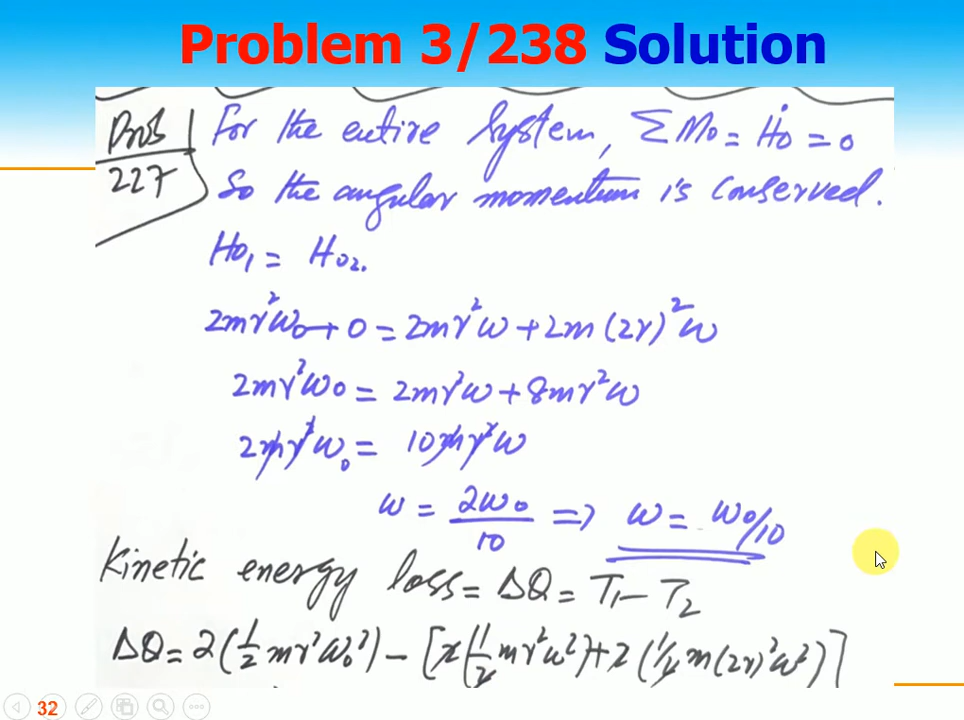 Problem 3/238 Solution
Prob 227
For the entire system, ΣMo = Ḣo = 0
So the angular momentum is conserved.
Ho₁ = Ho₂.
2mr²ω₀ + 0 = 2mr²ω + 2m(2r)²ω
2mr²ω₀ = 2mr²ω + 8mr²ω
2mr²ω₀ = 10mr²ω
ω = 2ω₀/10 => ω = ω₀/10
Kinetic energy loss = ΔQ = T₁ - T₂
ΔQ = 2(½mr²ω₀²) - [2(½mr²ω²) + 2(½m(2r)²ω²)]
32